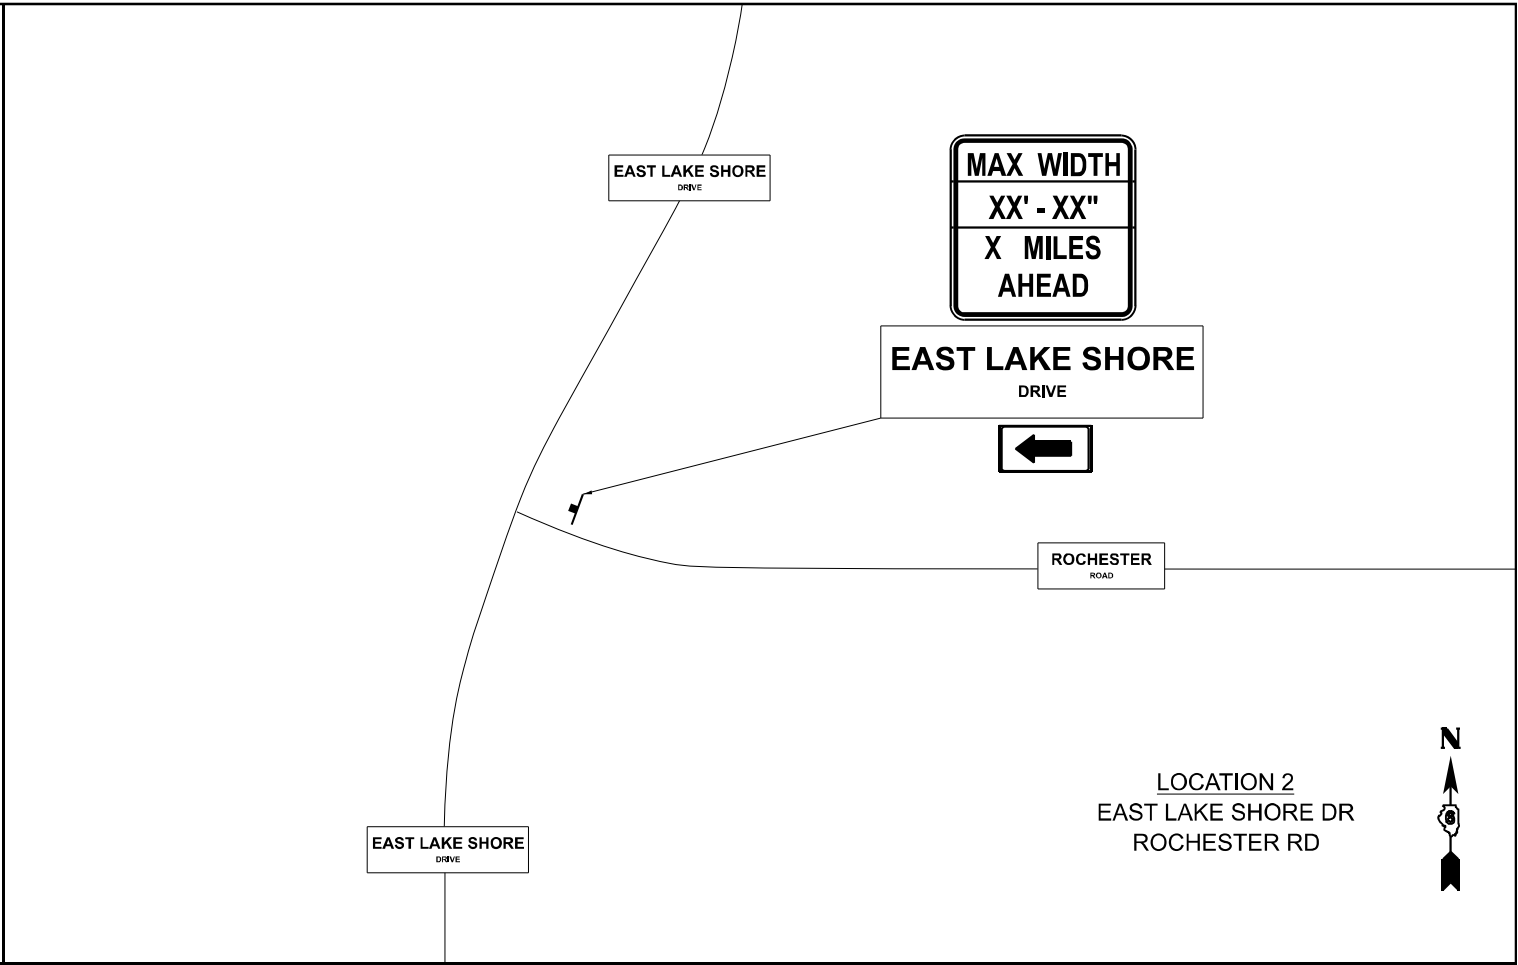 EAST LAKE SHORE
DRIVE
MAX WIDTH
XX' - XX"
X MILES
AHEAD
EAST LAKE SHORE
DRIVE
ROCHESTER
ROAD
EAST LAKE SHORE
DRIVE
LOCATION 2
EAST LAKE SHORE DR
ROCHESTER RD
N
6